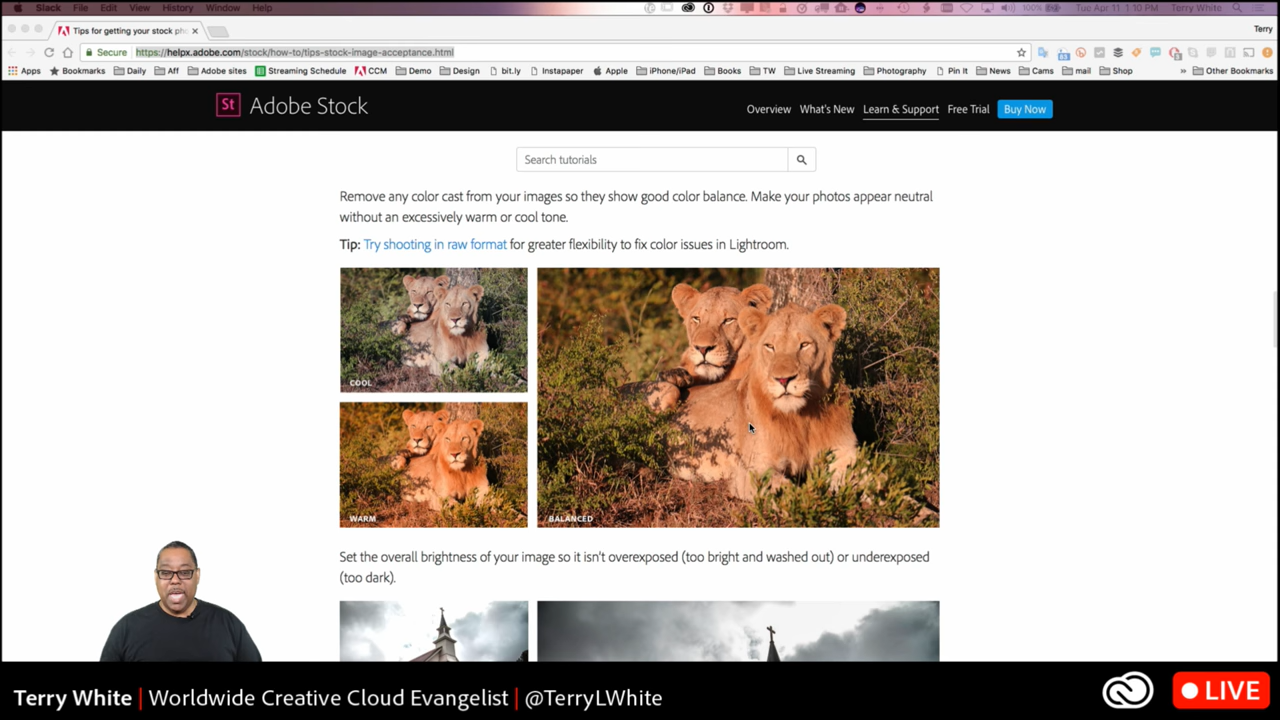 Slack File Edit View History Window Help
100% Tue Apr 11 1:10 PM Terry White
Tips for getting your stock ph
Terry
Secure https://helpx.adobe.com/stock/how-to/tips-stock-image-acceptance.html
Apps Bookmarks Daily Aff Adobe sites Streaming Schedule CCM Demo Design bit.ly Instapaper Apple iPhone/iPad Books TW Live Streaming Photography Pin It News Cams mail Shop » Other Bookmarks
St Adobe Stock
Overview What's New Learn & Support Free Trial Buy Now
Search tutorials
Remove any color cast from your images so they show good color balance. Make your photos appear neutral
without an excessively warm or cool tone.
Tip: Try shooting in raw format for greater flexibility to fix color issues in Lightroom.
COOL
WARM
BALANCED
Set the overall brightness of your image so it isn't overexposed (too bright and washed out) or underexposed
(too dark).
Terry White | Worldwide Creative Cloud Evangelist | @TerryLWhite
LIVE